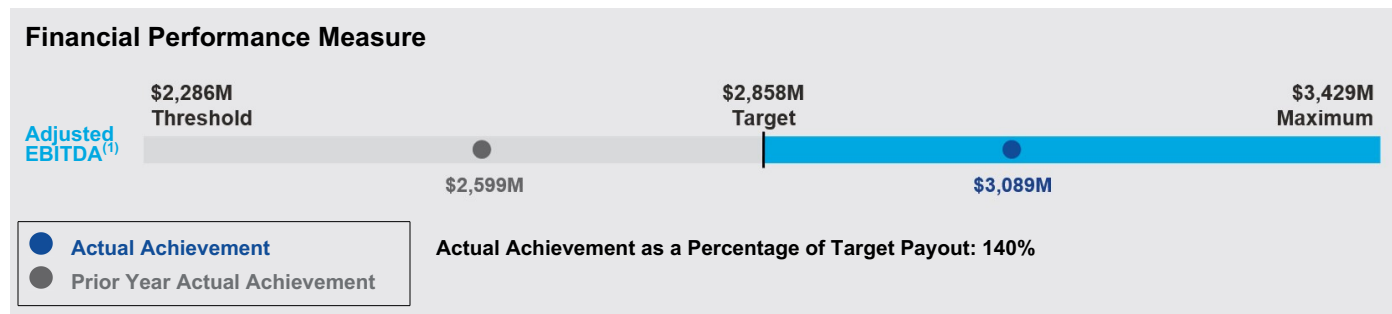 Financial Performance Measure
$2,286M
Threshold
$2,858M
Target
$3,429M
Maximum
Adjusted
EBITDA(1)
$2,599M
$3,089M
Actual Achievement
Prior Year Actual Achievement
Actual Achievement as a Percentage of Target Payout: 140%